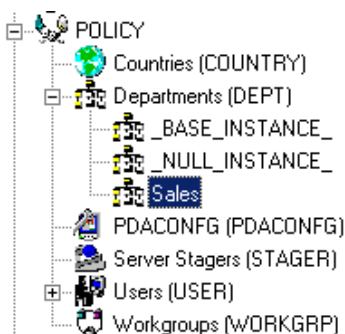 POLICY
Countries (COUNTRY)
Departments (DEPT)
_BASE_INSTANCE_
_NULL_INSTANCE_
Sales
PDACONFG (PDACONFG)
Server Stagers (STAGER)
Users (USER)
Workgroups (WORKGRP)